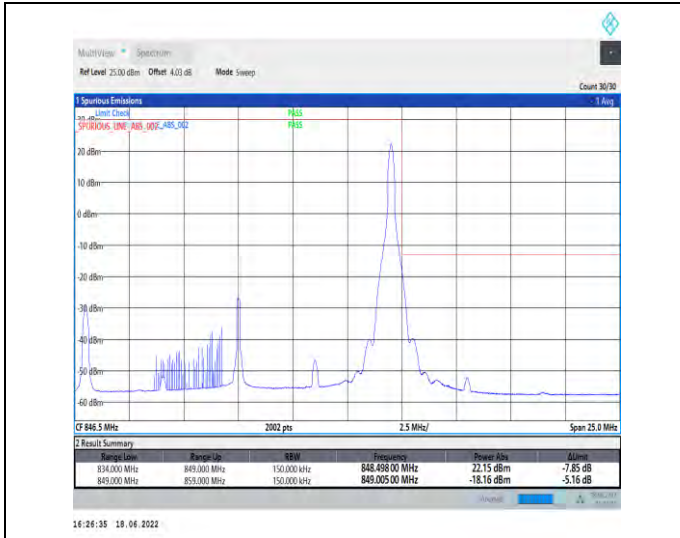 MultiView Spectrum
Ref Level 25.00 dBm Offset 4.03 dB Mode Sweep
Count 30/30
1 Spurious Emissions 1 Avg
Limit Check PASS
PASS
20 dBm
10 dBm
0 dBm
-10 dBm
-20 dBm
-30 dBm
-40 dBm
-50 dBm
-60 dBm
CF 846.5 MHz 2002 pts 2.5 MHz/ Span 25.0 MHz
2 Result Summary
Range Low Range Up RBW Frequency Power Abs ΔLimit
834.000 MHz 849.000 MHz 150.000 kHz 848.49800 MHz 22.15 dBm -7.85 dB
849.000 MHz 859.000 MHz 150.000 kHz 849.00500 MHz -18.16 dBm -5.16 dB
16:26:35 18.06.2022